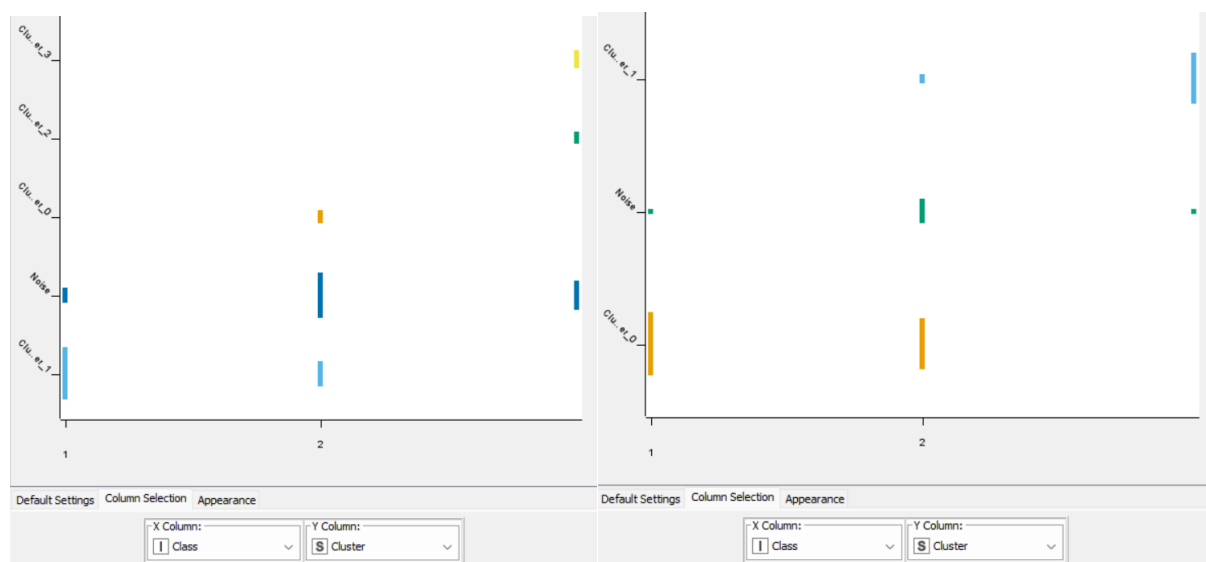 Clu.. er_3
Clu.. er_2
Clu.. er_0
Noise
Clu.. er_1
1
2
Default Settings Column Selection Appearance
X Column: Y Column:
I Class S Cluster
Clu.. er_1
Noise
Clu.. er_0
1
2
Default Settings Column Selection Appearance
X Column: Y Column:
I Class S Cluster